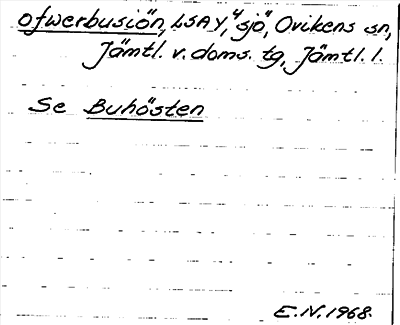 ofwerbusiön, LSAY, "sjö", Ovikens sn,
Jämtl. v. doms. tg, Jämtl. l.
Se Buhösten
E.N. 1968.